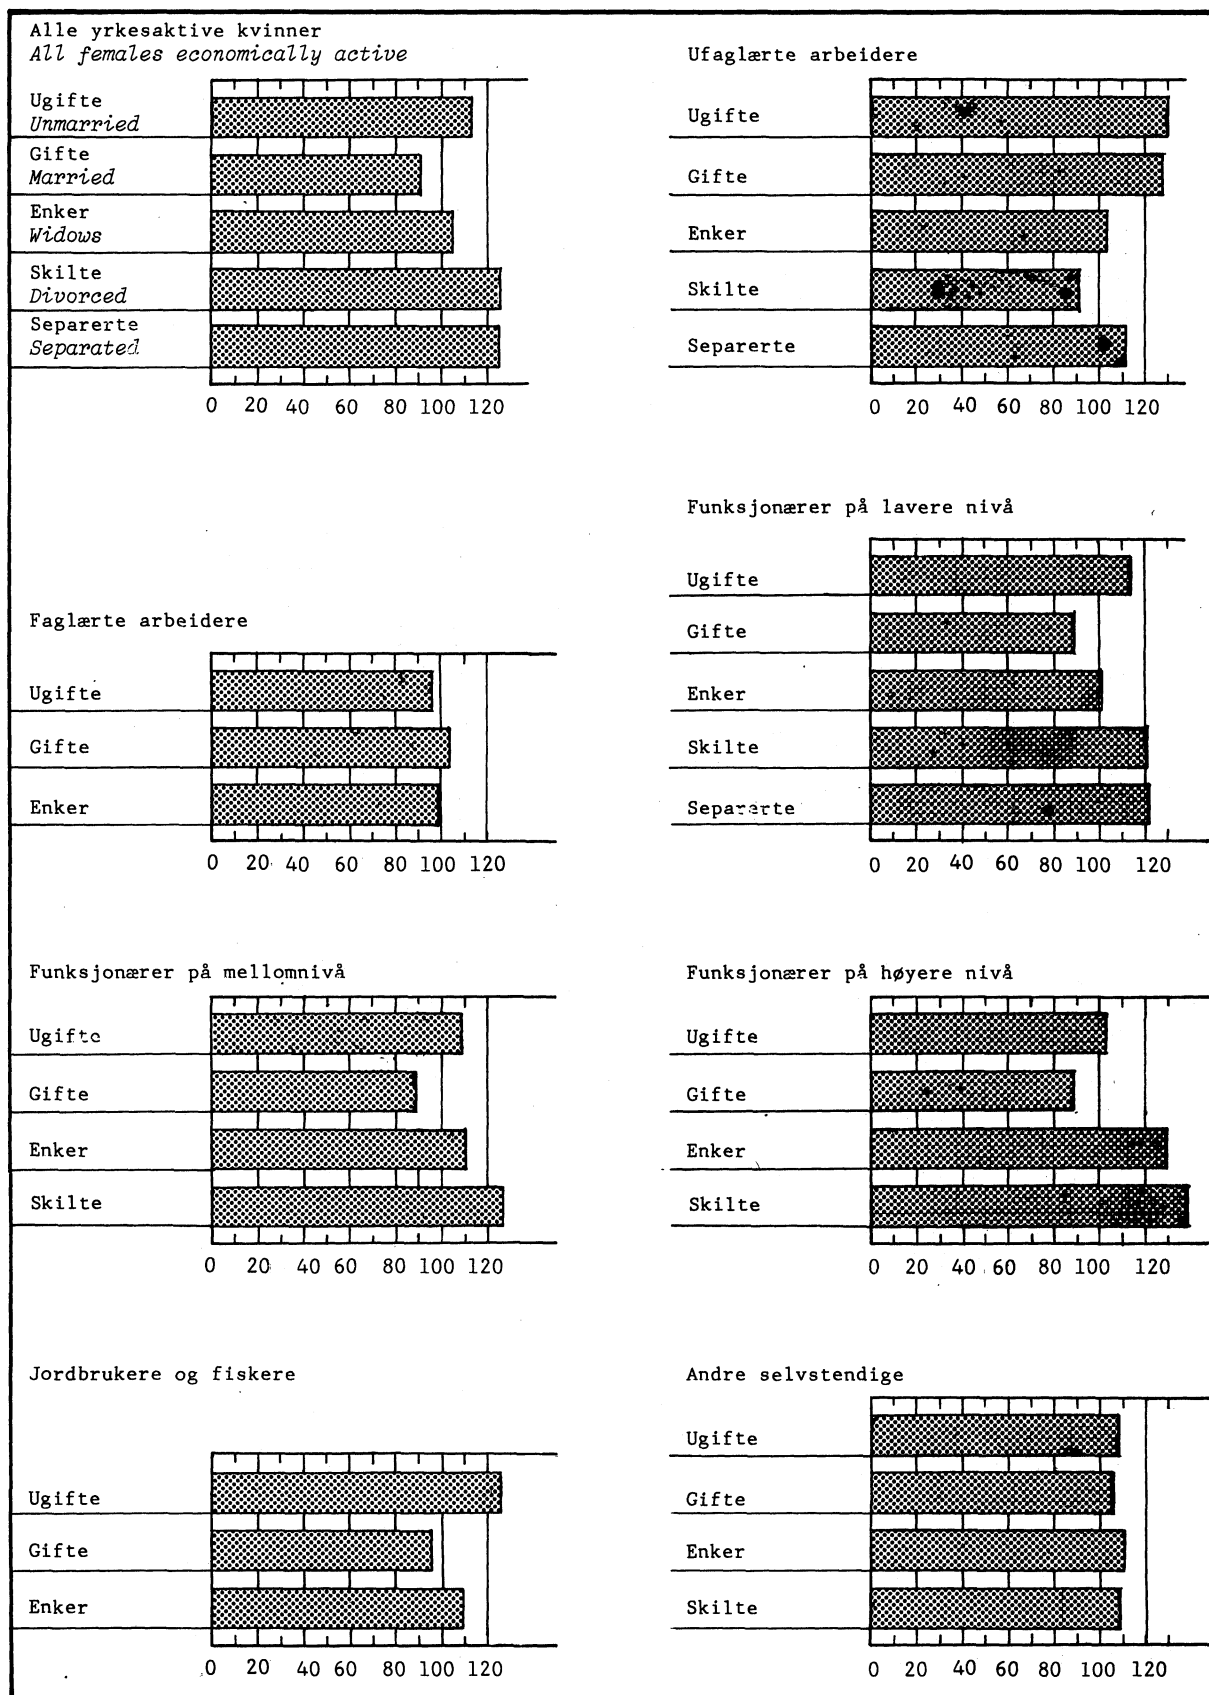 Alle yrkesaktive kvinner
All females economically active
Ugifte
Unmarried
Gifte
Married
Enker
Widows
Skilte
Divorced
Separerte
Separated
0 20 40 60 80 100 120
Ufaglærte arbeidere
Ugifte
Gifte
Enker
Skilte
Separerte
0 20 40 60 80 100 120
Faglærte arbeidere
Ugifte
Gifte
Enker
0 20 40 60 80 100 120
Funksjonærer på lavere nivå
Ugifte
Gifte
Enker
Skilte
Separerte
0 20 40 60 80 100 120
Funksjonærer på mellomnivå
Ugifte
Gifte
Enker
Skilte
0 20 40 60 80 100 120
Funksjonærer på høyere nivå
Ugifte
Gifte
Enker
Skilte
0 20 40 60 80 100 120
Jordbrukere og fiskere
Ugifte
Gifte
Enker
0 20 40 60 80 100 120
Andre selvstendige
Ugifte
Gifte
Enker
Skilte
0 20 40 60 80 100 120